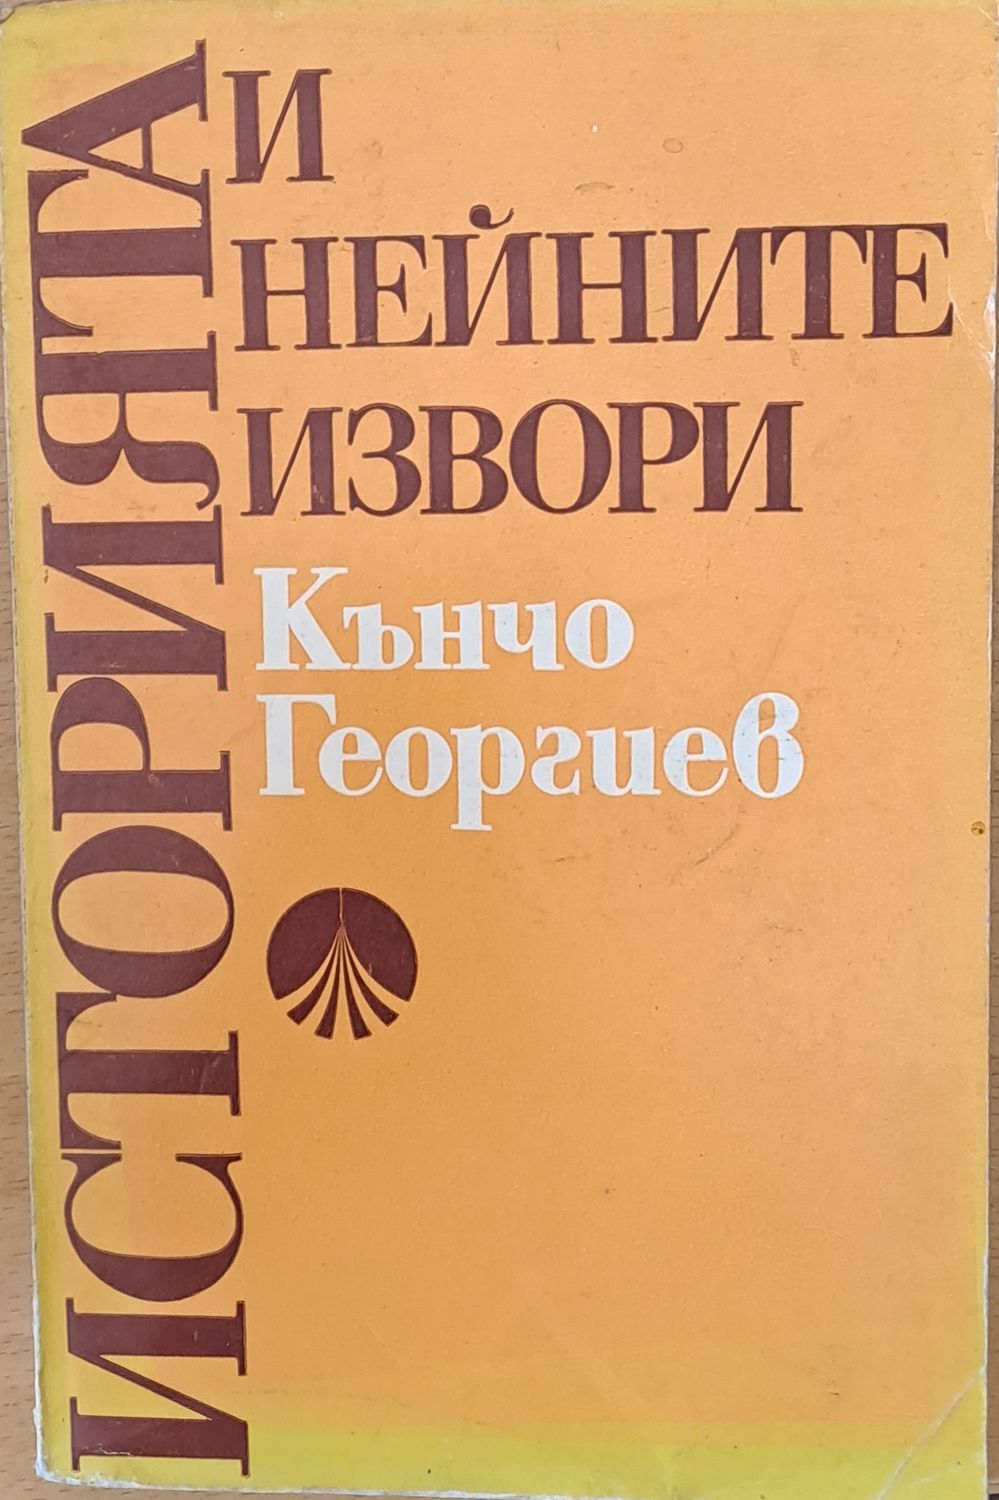 ИСТОРИЯТА
И
НЕЙНИТЕ
ИЗВОРИ
Кънчо
Георгиев